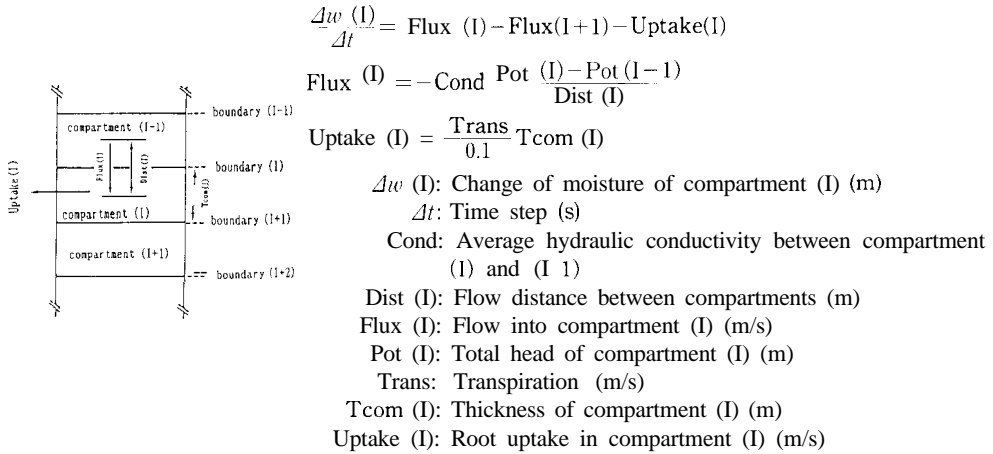 Δw (I)
Δt
= Flux (I) − Flux(I+1) − Uptake(I)
Flux (I) = −Cond Pot (I) − Pot (I−1)
Dist (I)
Uptake (I) = Trans
0.1
Tcom (I)
boundary (I-1)
compartment (I-1)
boundary (I)
Flux(I)
Dist(I)
Tcom(I)
Uptake (I)
compartment (I)
boundary (I+1)
compartment (I+1)
boundary (I+2)
Δw (I): Change of moisture of compartment (I) (m)
Δt: Time step (s)
Cond: Average hydraulic conductivity between compartment
(I) and (I 1)
Dist (I): Flow distance between compartments (m)
Flux (I): Flow into compartment (I) (m/s)
Pot (I): Total head of compartment (I) (m)
Trans: Transpiration (m/s)
Tcom (I): Thickness of compartment (I) (m)
Uptake (I): Root uptake in compartment (I) (m/s)